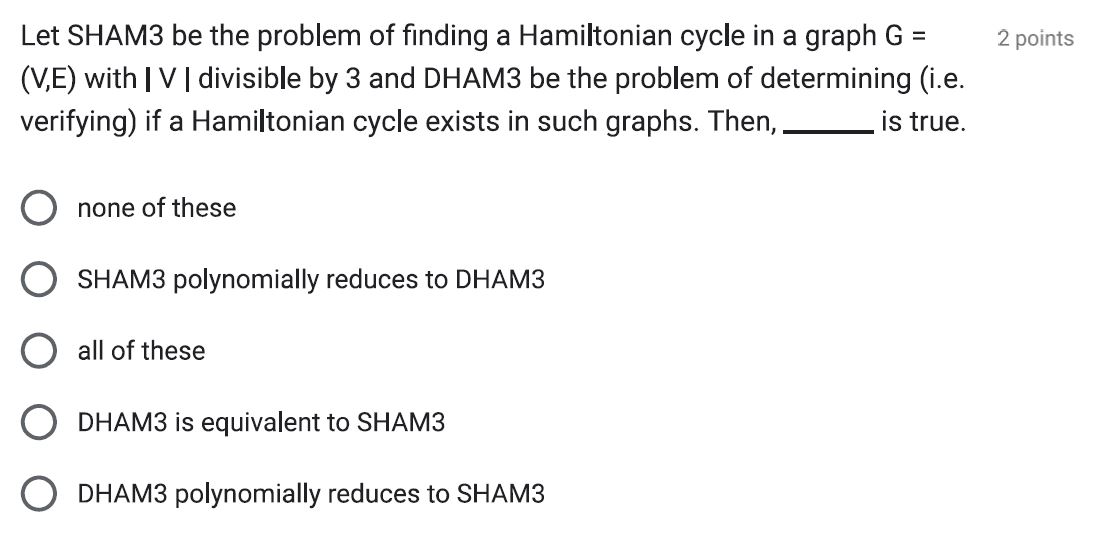 Let SHAM3 be the problem of finding a Hamiltonian cycle in a graph G =
2 points
(V,E) with | V | divisible by 3 and DHAM3 be the problem of determining (i.e.
verifying) if a Hamiltonian cycle exists in such graphs. Then, _______ is true.
none of these
SHAM3 polynomially reduces to DHAM3
all of these
DHAM3 is equivalent to SHAM3
DHAM3 polynomially reduces to SHAM3